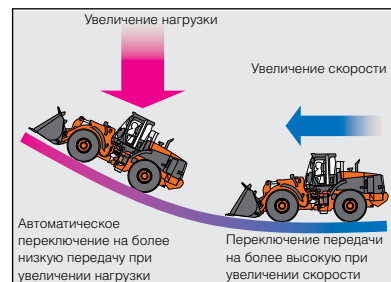 Увеличение нагрузки
Увеличение скорости
Автоматическое
переключение на более
низкую передачу при
увеличении нагрузки
Переключение передачи
на более высокую при
увеличении скорости